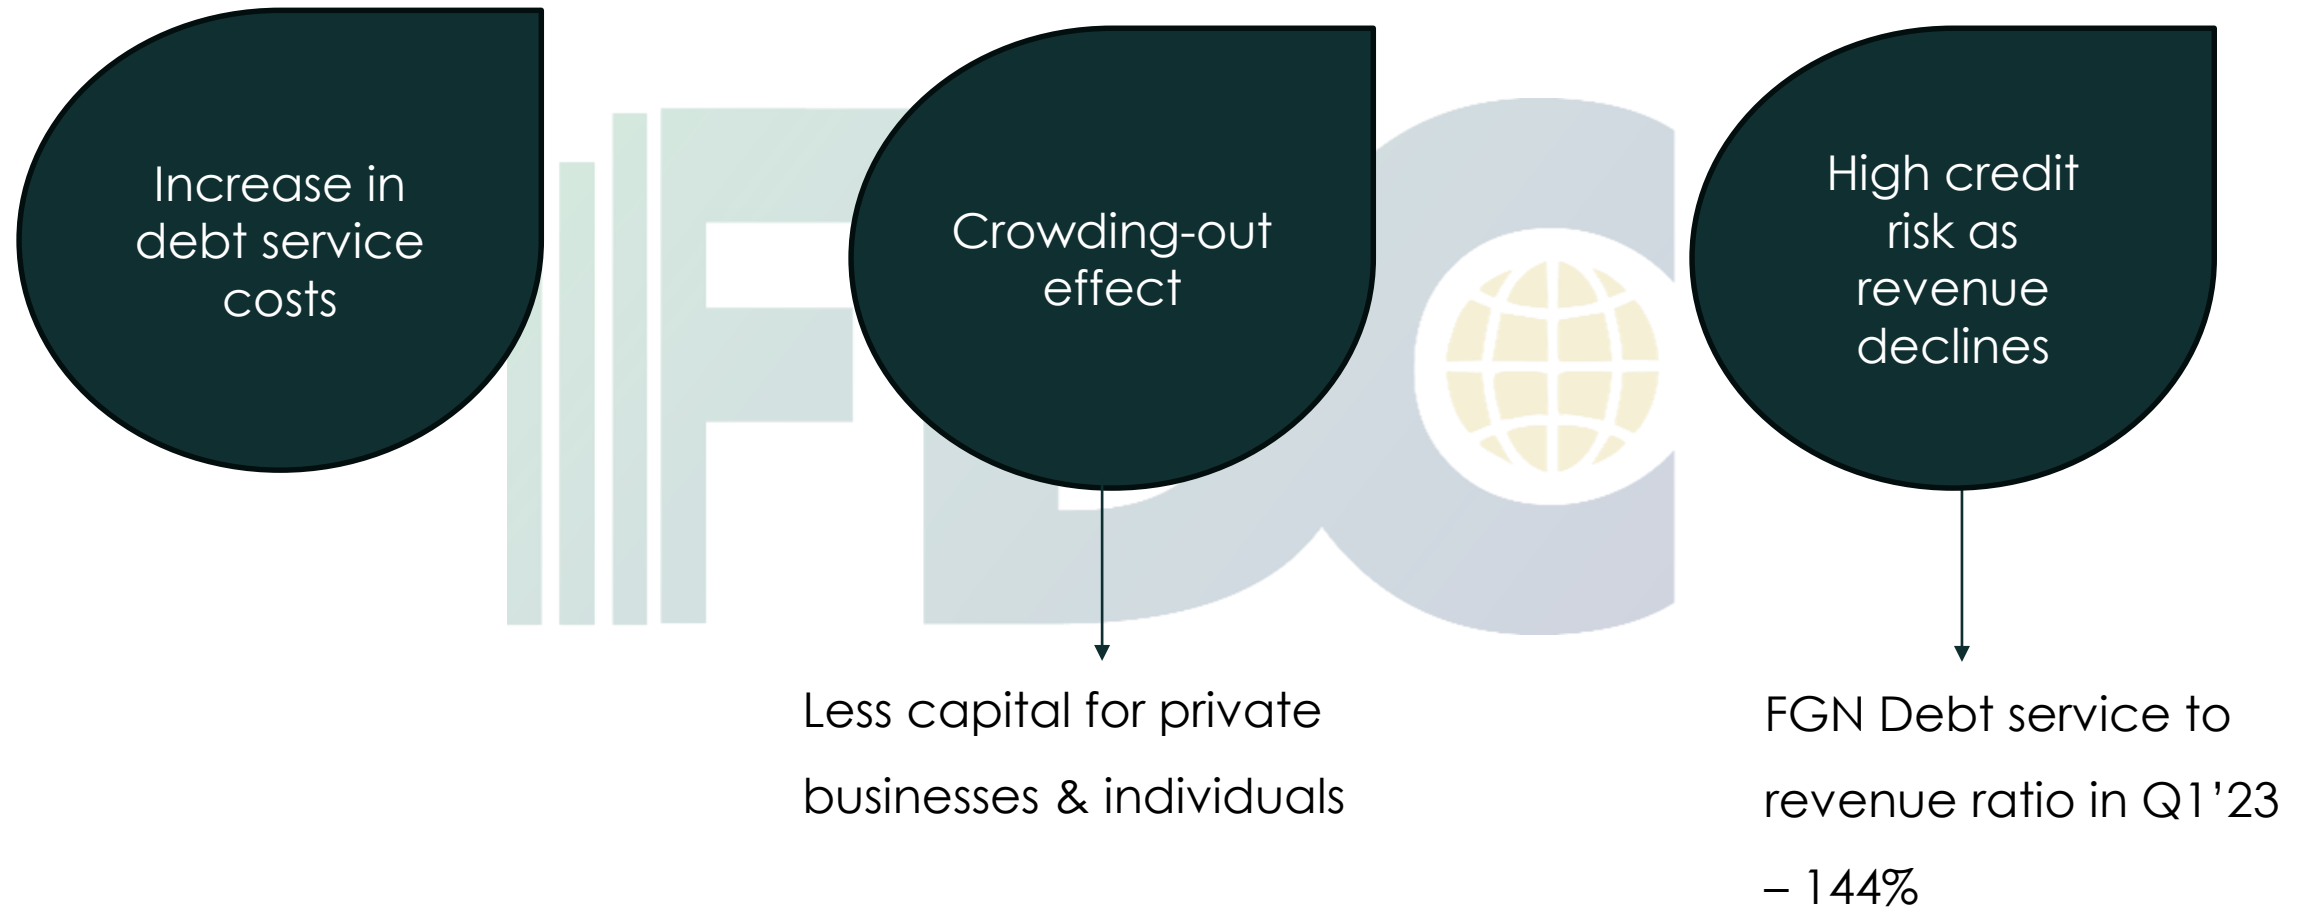 Increase in
debt service
costs
Crowding-out
effect
High credit
risk as
revenue
declines
Less capital for private
businesses & individuals
FGN Debt service to
revenue ratio in Q1’23
– 144%
FDC